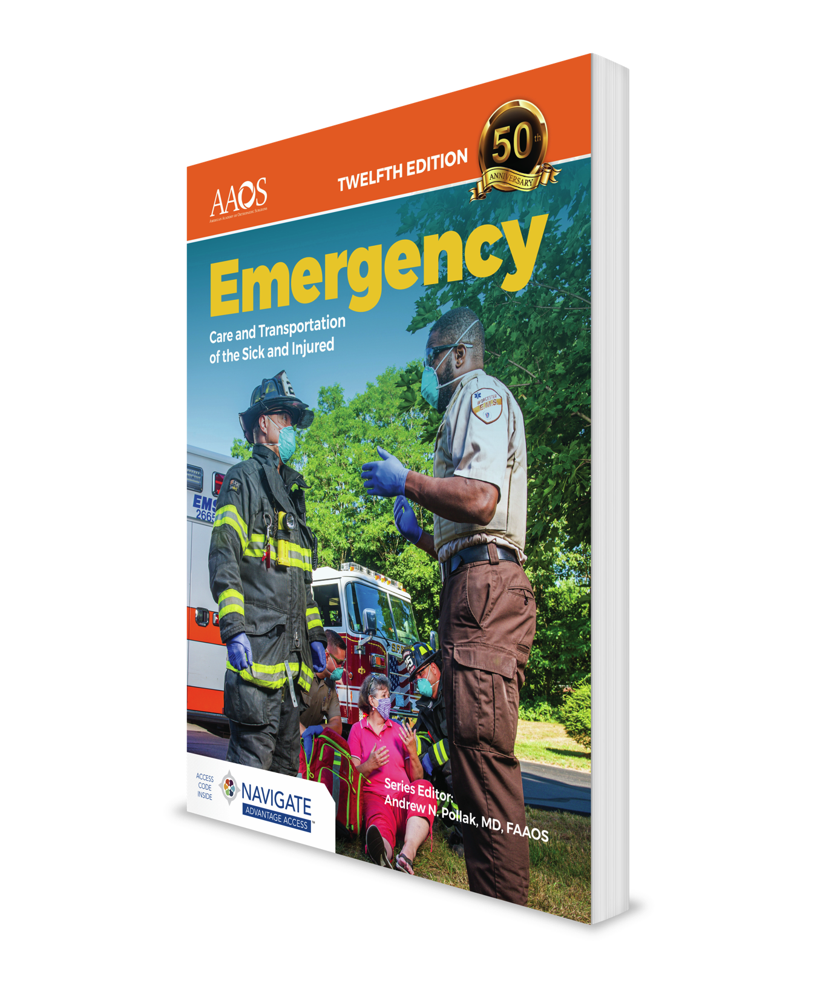 50th
ANNIVERSARY
TWELFTH EDITION
AAOS
AMERICAN ACADEMY OF ORTHOPAEDIC SURGEONS
Emergency
Care and Transportation
of the Sick and Injured
WORCESTER
EMS
EMS
2665
S.F.
ACCESS
CODE
INSIDE
NAVIGATE
ADVANTAGE ACCESS™
Series Editor:
Andrew N. Pollak, MD, FAAOS